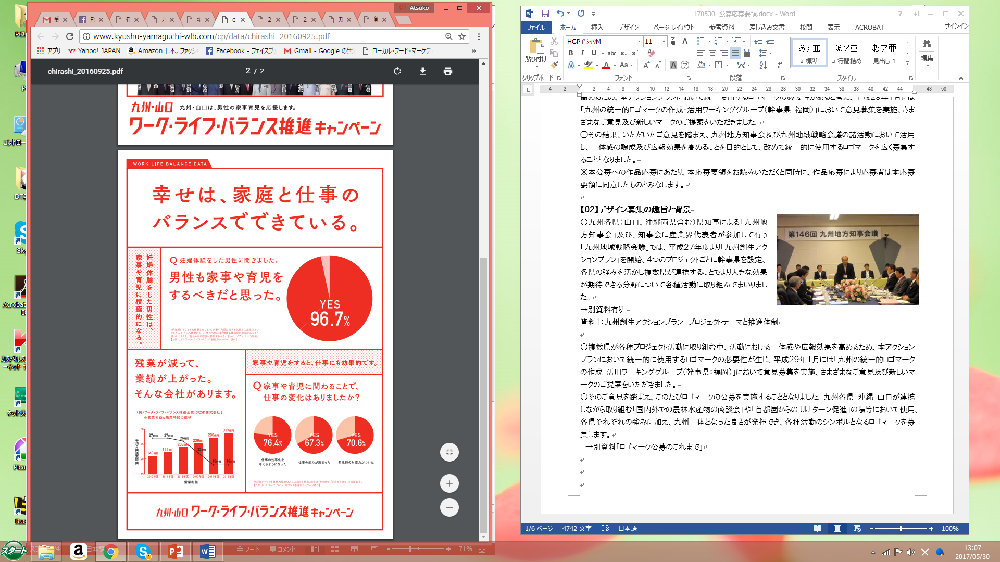 Atsuko
www.kyushu-yamaguchi-wlb.com/cp/data/chirashi_20160925.pdf
アプリ
Yahoo! JAPAN
Amazon | 本, ファッシ
Facebook - フェイスブッ
Gmail - Google の無
ローカル・フード・マーケテ
chirashi_20160925.pdf
2 / 2
九州・山口
九州・山口は、男性の家事育児を応援します。
ワーク・ライフ・バランス推進キャンペーン
WORK LIFE BALANCE DATA
幸せは、家庭と仕事の
バランスでできている。
妊婦体験をした男性は、
家事や育児に積極的になる。
Q 妊婦体験をした男性に聞きました。
男性も家事や育児を
するべきだと思った。
YES
96.7%
残業が減って、
業績が上がった。
そんな会社があります。
(例)ワーク・ライフ・バランス推進企業「SCSK株式会社」
の営業利益と残業時間の推移
平均月間残業時間
30
25
20
15
27時間
27時間
26時間
22時間
18時間
18時間
140億円
169億円
208億円
239億円
280億円
317億円
2010年度
2011年度
2012年度
2013年度
2014年度
2015年度
営業利益
家事や育児をすると、仕事にも効果的です。
Q 家事や育児に関わることで、
仕事の変化はありましたか?
YES
76.4%
YES
67.3%
YES
70.6%
仕事の効率化を
考えるようになった
仕事の能力が高まった
緊急時の対応力がついた
九州・山口 ワーク・ライフ・バランス推進キャンペーン
170530 公募応募要領.docx - Word
ファイル
ホーム
挿入
デザイン
ページ レイアウト
参考資料
差し込み文書
校閲
表示
ACROBAT
サインイン
貼り付け
HGPｺﾞｼｯｸM
11
あア亜
標準
あア亜
行間詰め
あア亜
見出し 1
編集
クリップボード
フォント
段落
スタイル
高めるため、本アクションプランにおいて統一使用するロゴマークの必要性があると考え、平成29年1月には
「九州の統一的ロゴマークの作成・活用ワーキンググループ（幹事県：福岡）」において意見募集を実施、さま
ざまなご意見及び新しいマークのご提案をいただきました。
○その結果、いただいたご意見を踏まえ、九州地方知事会及び九州地域戦略会議の諸活動において活用
し、一体感の醸成及び広報効果を高めることを目的として、改めて統一的に使用するロゴマークを広く募集す
ることとなりました。
※本公募への作品応募にあたり、本応募要領をお読みいただくと同時に、作品応募により応募者は本応募
要領に同意したものとみなします。
【02】デザイン募集の趣旨と背景
○九州各県（山口、沖縄両県含む）県知事による「九州地
方知事会」及び、知事会に産業界代表者が参加して行う
「九州地域戦略会議」では、平成27年度より「九州創生アク
ションプラン」を開始、4つのプロジェクトごとに幹事県を設定、
各県の強みを活かし複数県が連携することでより大きな効果
が期待できる分野について各種活動に取り組んでまいりまし
た。
第146回 九州地方知事会議
→別資料有り：
資料1：九州創生アクションプラン　プロジェクトテーマと推進体制
○複数県が各種プロジェクト活動に取り組む中、活動における一体感や広報効果を高めるため、本アクション
プランにおいて統一的に使用するロゴマークの必要性が生じ、平成29年1月には「九州の統一的ロゴマーク
の作成・活用ワーキンググループ（幹事県：福岡）」において意見募集を実施、さまざまなご意見及び新しいマ
ークのご提案をいただきました。
○そのご意見を踏まえ、このたびロゴマークの公募を実施することとなりました。九州各県・沖縄・山口が連携
しながら取り組む「国内外での農林水産物の商談会」や「首都圏からの UIJ ターン促進」の場等において使用、
各県それぞれの強みに加え、九州一体となった良さが発揮でき、各種活動のシンボルとなるロゴマークを募
集します。
→別資料「ロゴマーク公募のこれまで」
1/6 ページ
4742 文字
日本語
100%
スタート
ノート
コメント
71%
13:07
2017/05/30